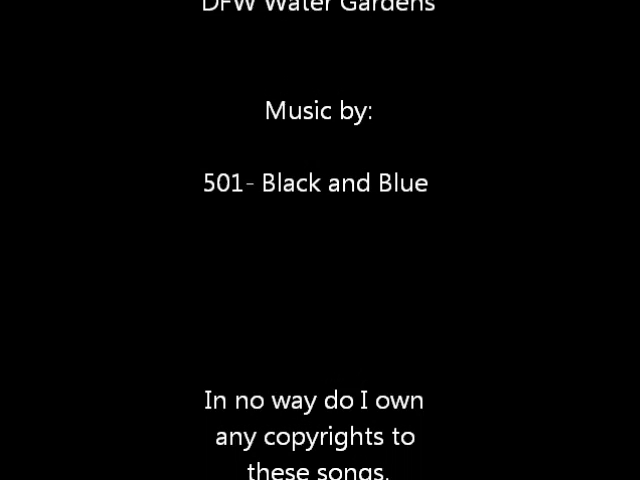 DFW Water Gardens
Music by:
501- Black and Blue
In no way do I own
any copyrights to
these songs.